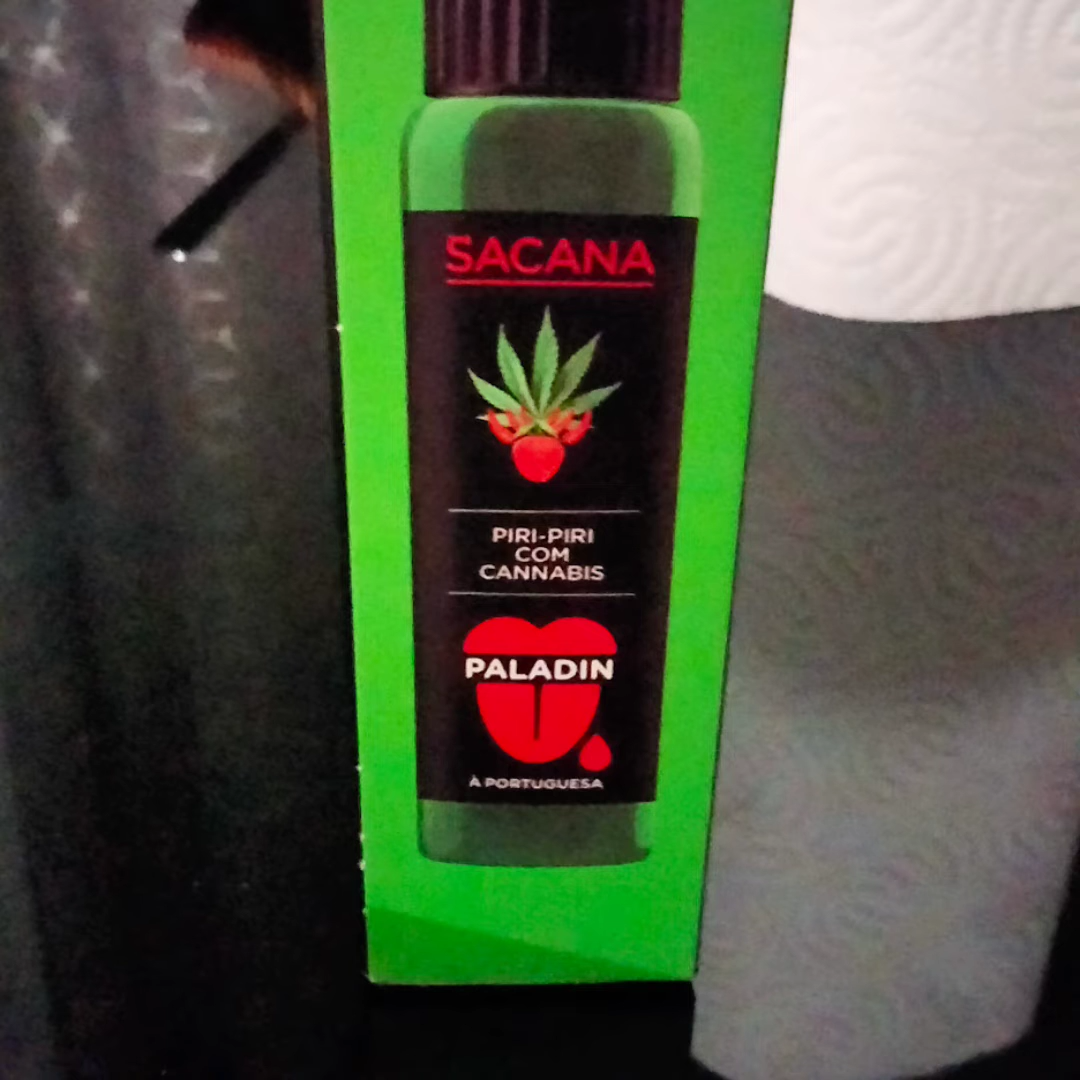 SACANA
PIRI-PIRI
COM
CANNABIS
PALADIN
À PORTUGUESA